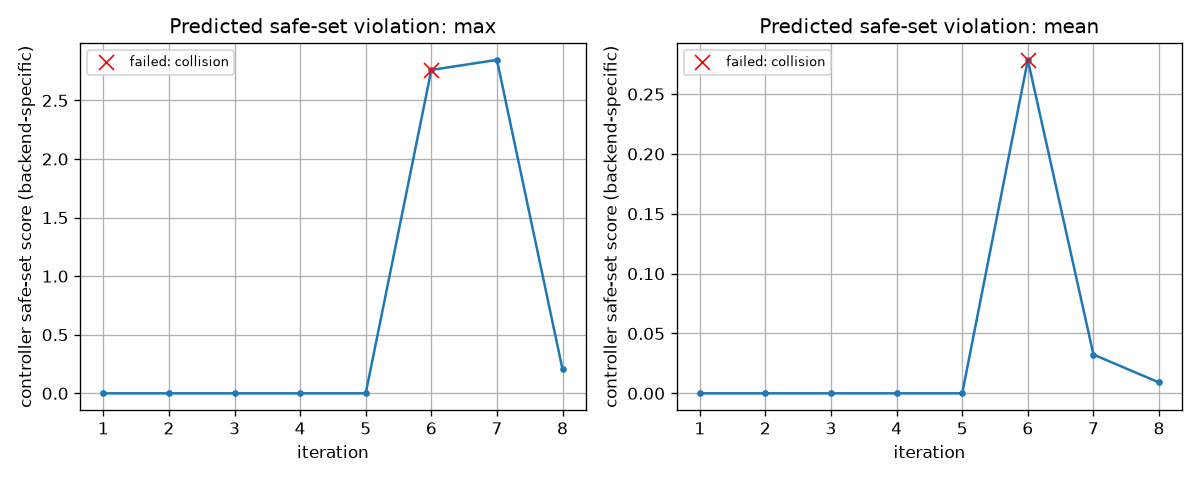 Predicted safe-set violation: max
failed: collision
controller safe-set score (backend-specific)
2.5
2.0
1.5
1.0
0.5
0.0
1 2 3 4 5 6 7 8
iteration
Predicted safe-set violation: mean
failed: collision
controller safe-set score (backend-specific)
0.25
0.20
0.15
0.10
0.05
0.00
1 2 3 4 5 6 7 8
iteration